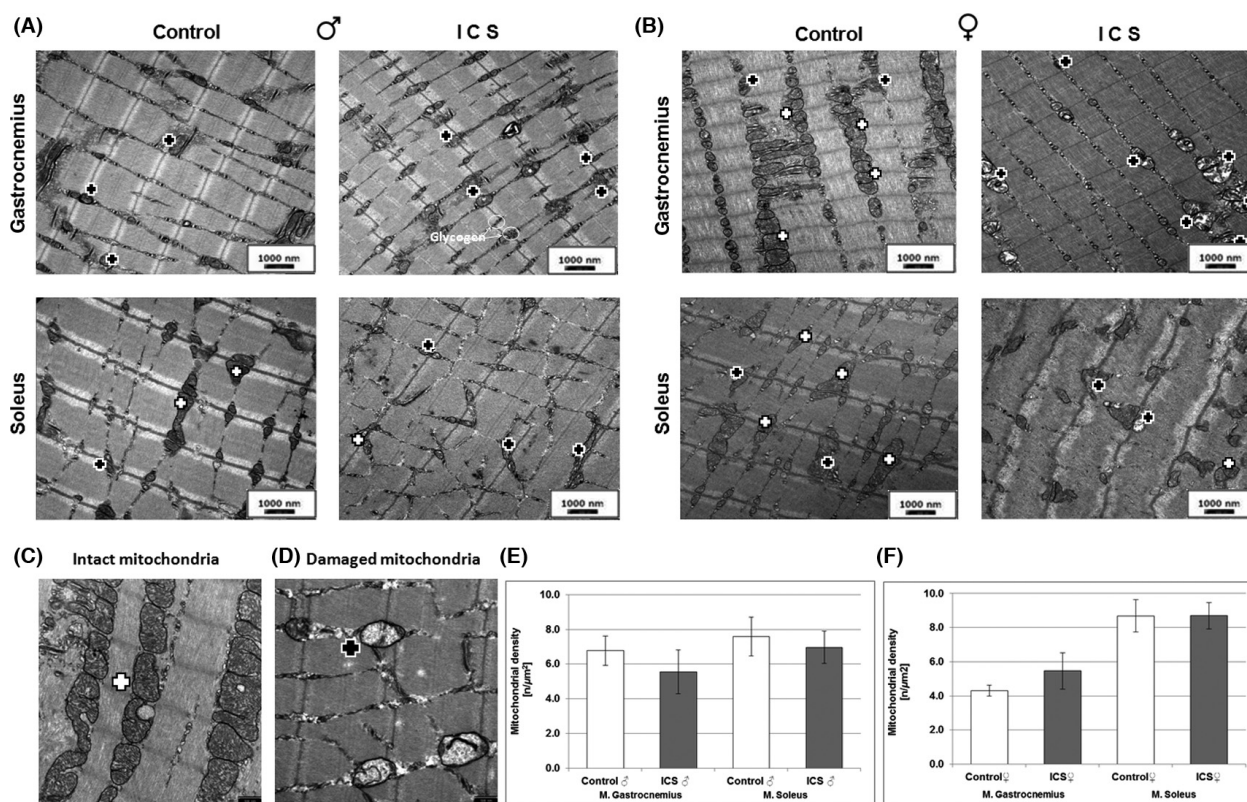 (A)
Control
♂
I C S
(B)
Control
♀
I C S
Gastrocnemius
Glycogen
1000 nm
1000 nm
Gastrocnemius
1000 nm
1000 nm
Soleus
1000 nm
1000 nm
Soleus
1000 nm
1000 nm
(C)
Intact mitochondria
(D)
Damaged mitochondria
(E)
Mitochondrial density
[n/µm²]
10.0
8.0
6.0
4.0
2.0
0.0
Control ♂
ICS ♂
Control ♂
ICS ♂
M. Gastrocnemius
M. Soleus
(F)
Mitochondrial density
[n/µm2]
10.0
8.0
6.0
4.0
2.0
0.0
Control♀
ICS♀
Control♀
ICS♀
M. Gastrocnemius
M. Soleus